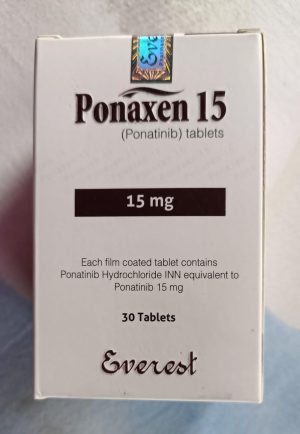 Everest
Ponaxen 15
(Ponatinib) tablets
15 mg
Each film coated tablet contains
Ponatinib Hydrochloride INN equivalent to
Ponatinib 15 mg
30 Tablets
Everest